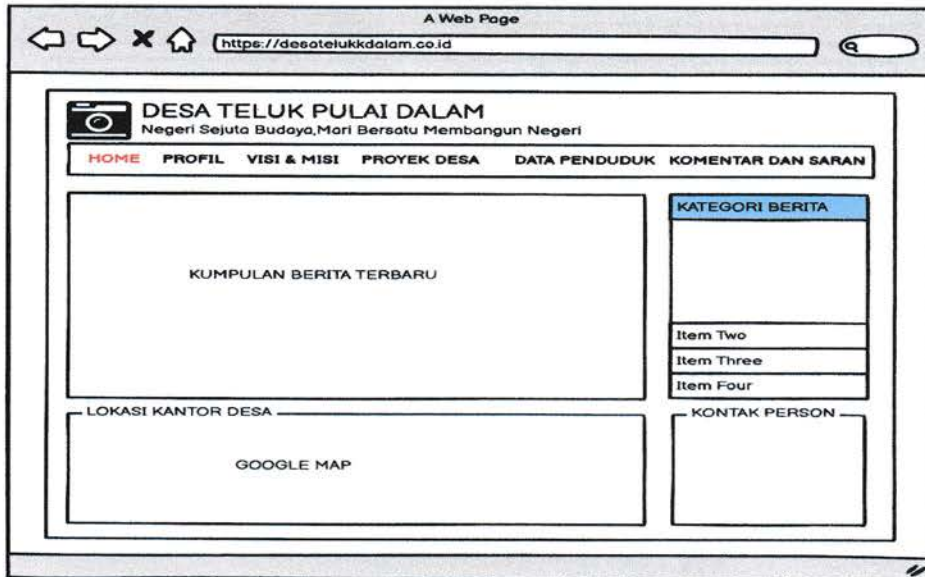 A Web Page
https://desatelukkdalam.co.id
DESA TELUK PULAI DALAM
Negeri Sejuta Budaya,Mari Bersatu Membangun Negeri
HOME PROFIL VISI & MISI PROYEK DESA DATA PENDUDUK KOMENTAR DAN SARAN
KUMPULAN BERITA TERBARU
KATEGORI BERITA
Item Two
Item Three
Item Four
LOKASI KANTOR DESA
GOOGLE MAP
KONTAK PERSON